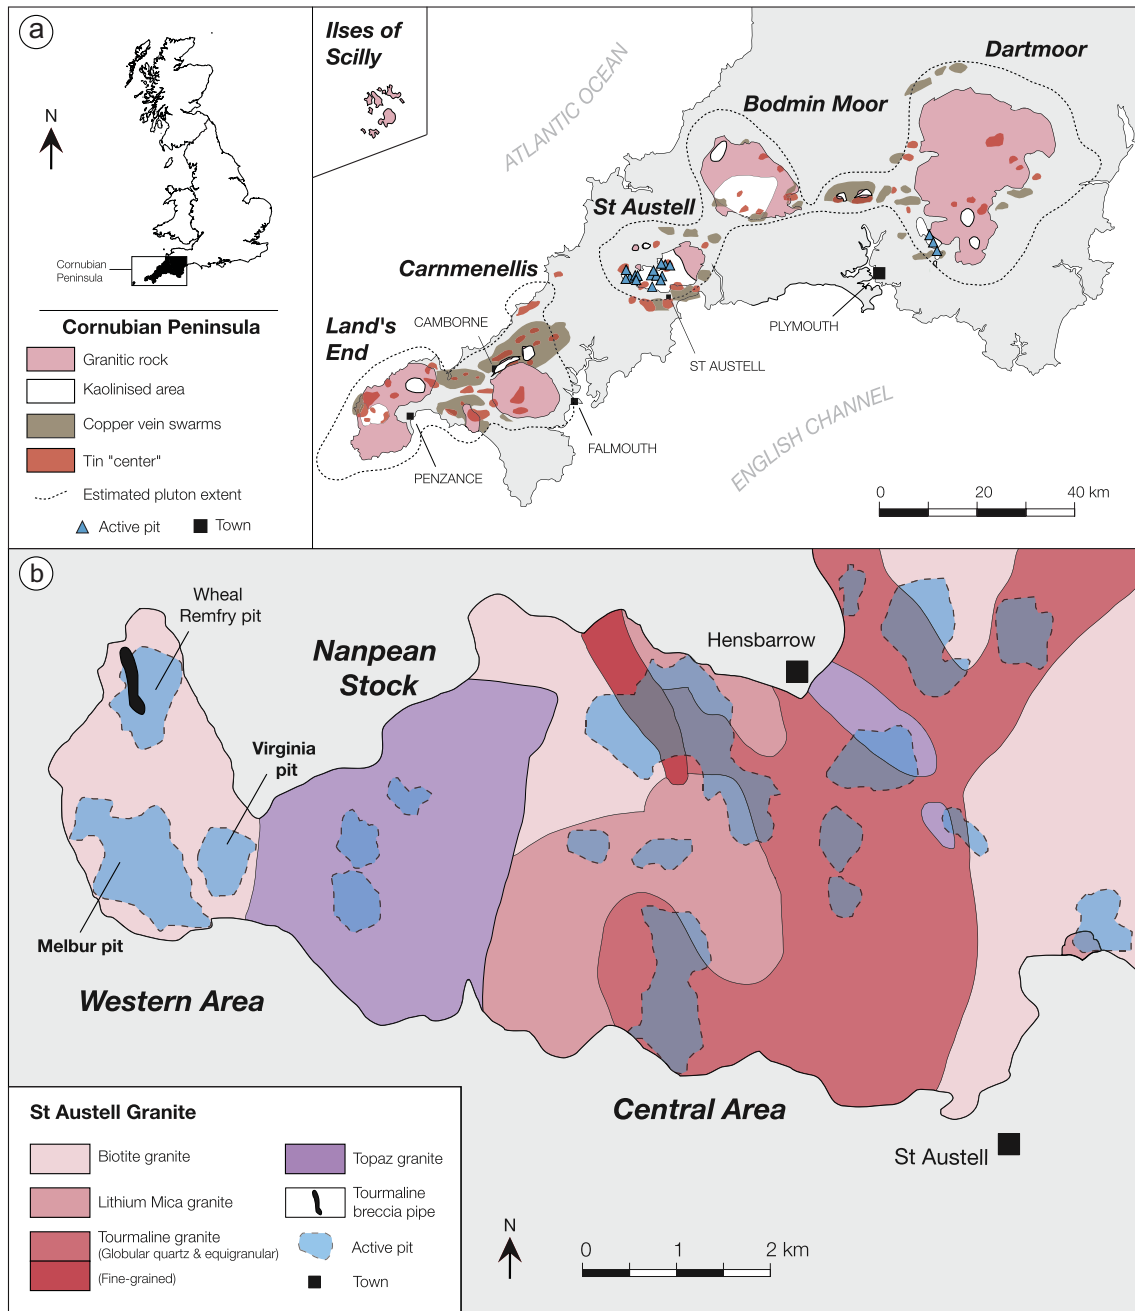 a
N
Cornubian
Peninsula
Cornubian Peninsula
Granitic rock
Kaolinised area
Copper vein swarms
Tin "center"
Estimated pluton extent
Active pit
Town
Ilses of
Scilly
ATLANTIC OCEAN
Dartmoor
Bodmin Moor
St Austell
Carnmenellis
CAMBORNE
Land's
End
PLYMOUTH
ST AUSTELL
FALMOUTH
PENZANCE
ENGLISH CHANNEL
0 20 40 km
b
Wheal
Remfry pit
Nanpean
Stock
Hensbarrow
Virginia
pit
Melbur pit
Western Area
Central Area
St Austell
St Austell Granite
Biotite granite
Lithium Mica granite
Tourmaline granite
(Globular quartz & equigranular)
(Fine-grained)
Topaz granite
Tourmaline
breccia pipe
Active pit
Town
N
0 1 2 km